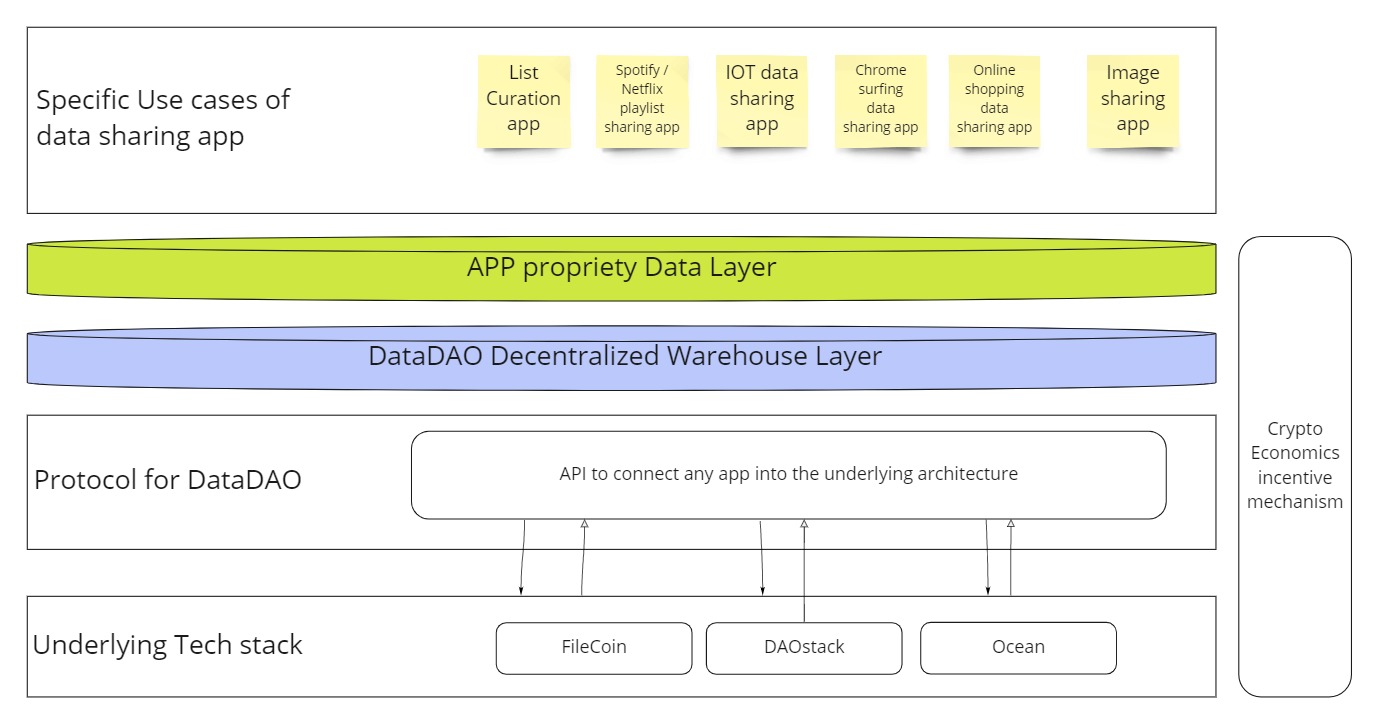 Specific Use cases of
data sharing app
List
Curation
app
Spotify /
Netflix
playlist
sharing app
IOT data
sharing
app
Chrome
surfing
data
sharing app
Online
shopping
data
sharing app
Image
sharing
app
APP propriety Data Layer
DataDAO Decentralized Warehouse Layer
Protocol for DataDAO
API to connect any app into the underlying architecture
Crypto
Economics
incentive
mechanism
Underlying Tech stack
FileCoin
DAOstack
Ocean